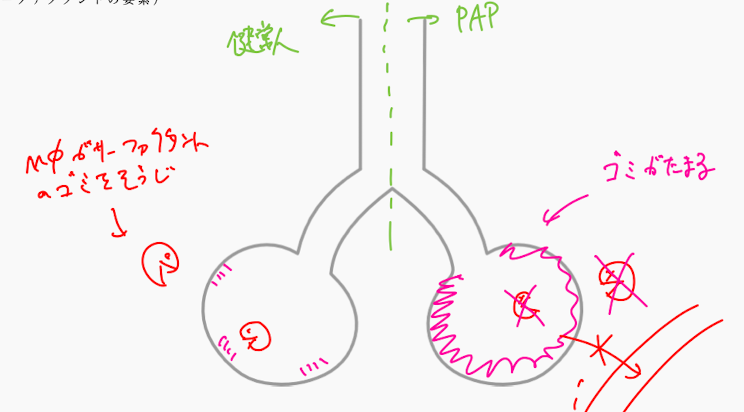 ーファクタントの要素)
健常人
PAP
Mφがサーファクタント
のゴミをそうじ
ゴミがたまる